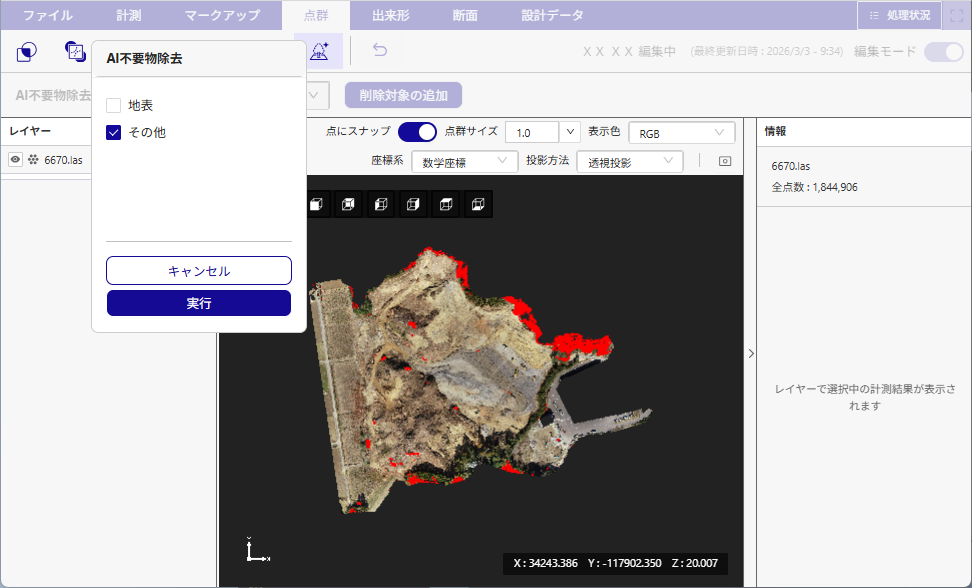 ファイル 計測 マークアップ 点群 出来形 断面 設計データ 処理状況
XX XX 編集中 (最終更新日時 : 2026/3/3 - 9:34) 編集モード
AI不要物除去 削除対象の追加
AI不要物除去
地表
その他
キャンセル
実行
レイヤー
6670.las
点にスナップ 点群サイズ 1.0 表示色 RGB
座標系 数学座標 投影方法 透視投影
X : 34243.386 Y : -117902.350 Z : 20.007
情報
6670.las
全点数 : 1,844,906
レイヤーで選択中の計測結果が表示さ
れます